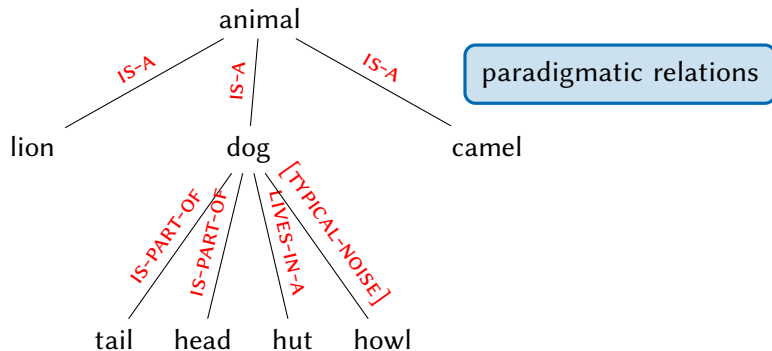 animal
paradigmatic relations
IS-A
IS-A
IS-A
lion
dog
camel
IS-PART-OF
IS-PART-OF
LIVES-IN-A
[TYPICAL-NOISE]
tail
head
hut
howl